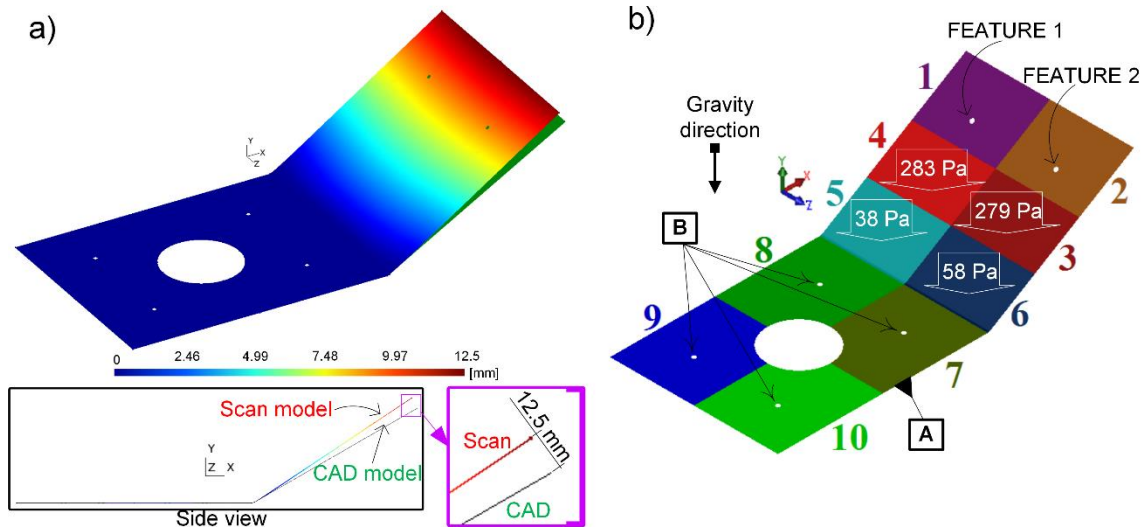 a)
Y
X
Z
0 2.46 4.99 7.48 9.97 12.5
[mm]
Scan model
CAD model
Y
Z X
Side view
12.5 mm
Scan
CAD
b)
FEATURE 1
FEATURE 2
Gravity
direction
Y
X
Z
1
2
3
4
5
6
7
8
9
10
283 Pa
279 Pa
38 Pa
58 Pa
B
A